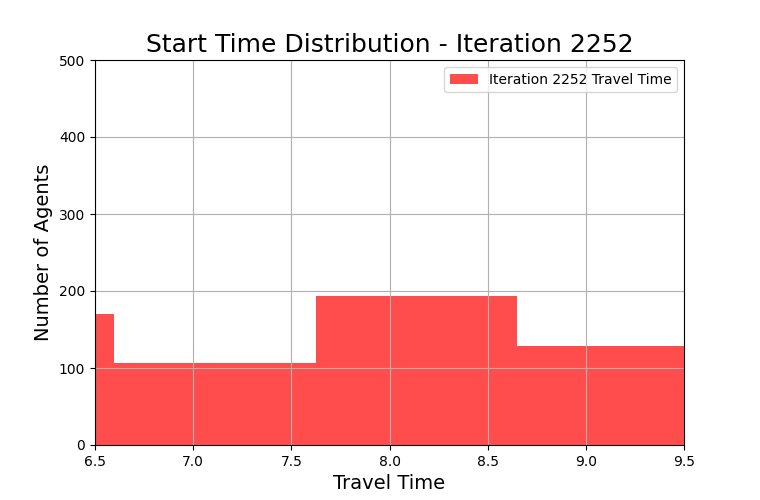 Start Time Distribution - Iteration 2252
Iteration 2252 Travel Time
Number of Agents
500
400
300
200
100
0
6.5 7.0 7.5 8.0 8.5 9.0 9.5
Travel Time